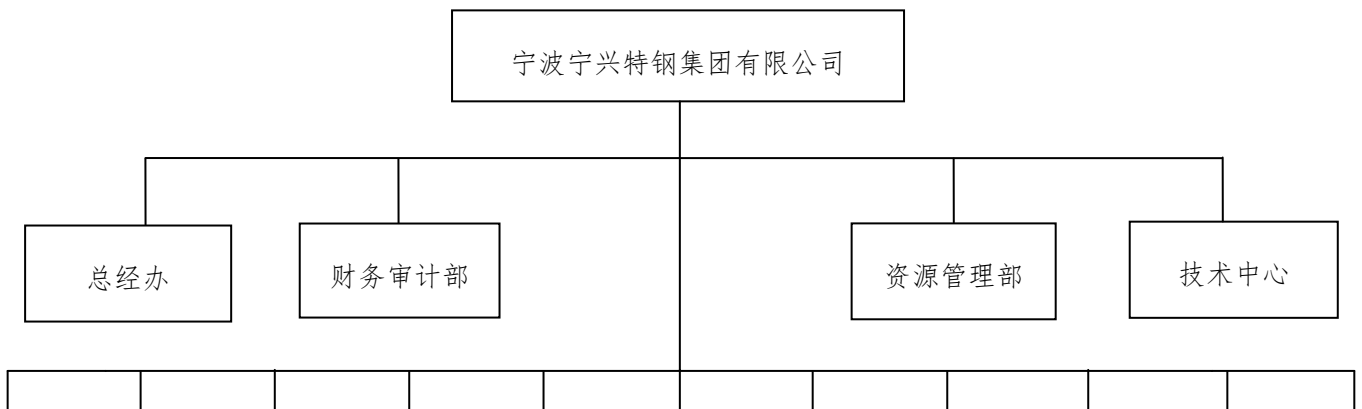 宁波宁兴特钢集团有限公司
总经办
财务审计部
资源管理部
技术中心